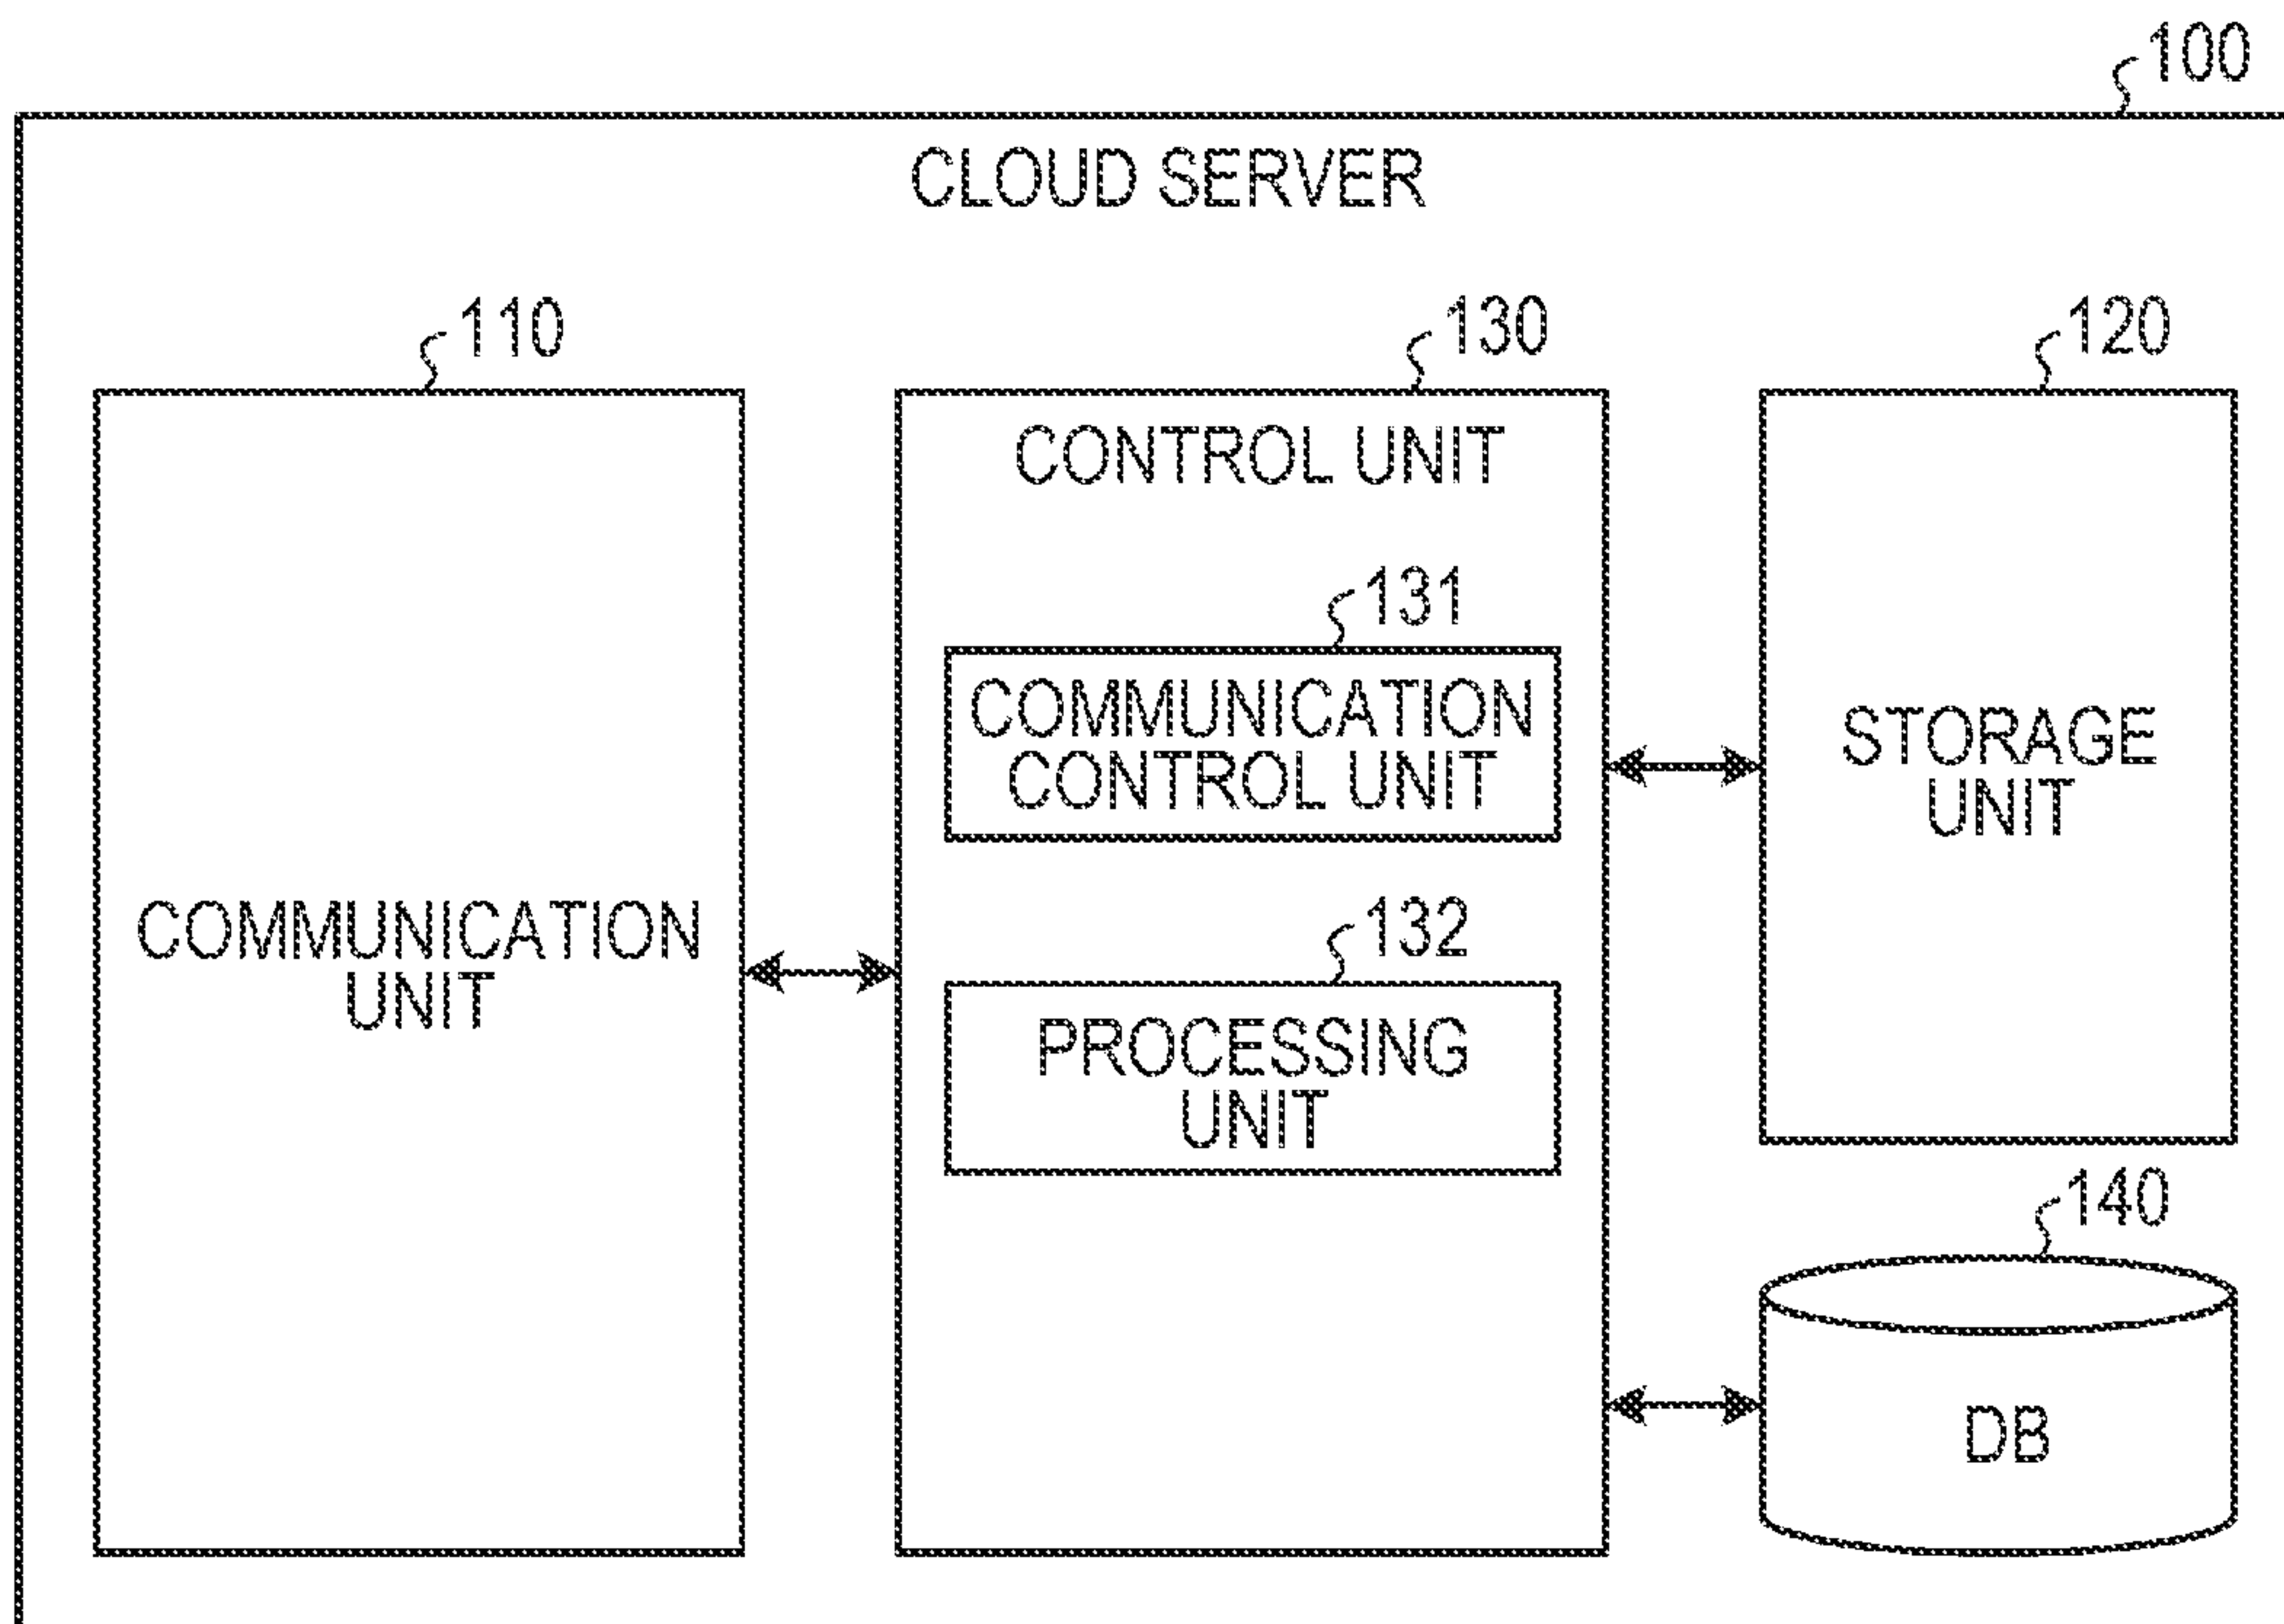 100
CLOUD SERVER
110
130
120
CONTROL UNIT
131
COMMUNICATION
CONTROL UNIT
STORAGE
UNIT
COMMUNICATION
UNIT
132
PROCESSING
UNIT
140
DB